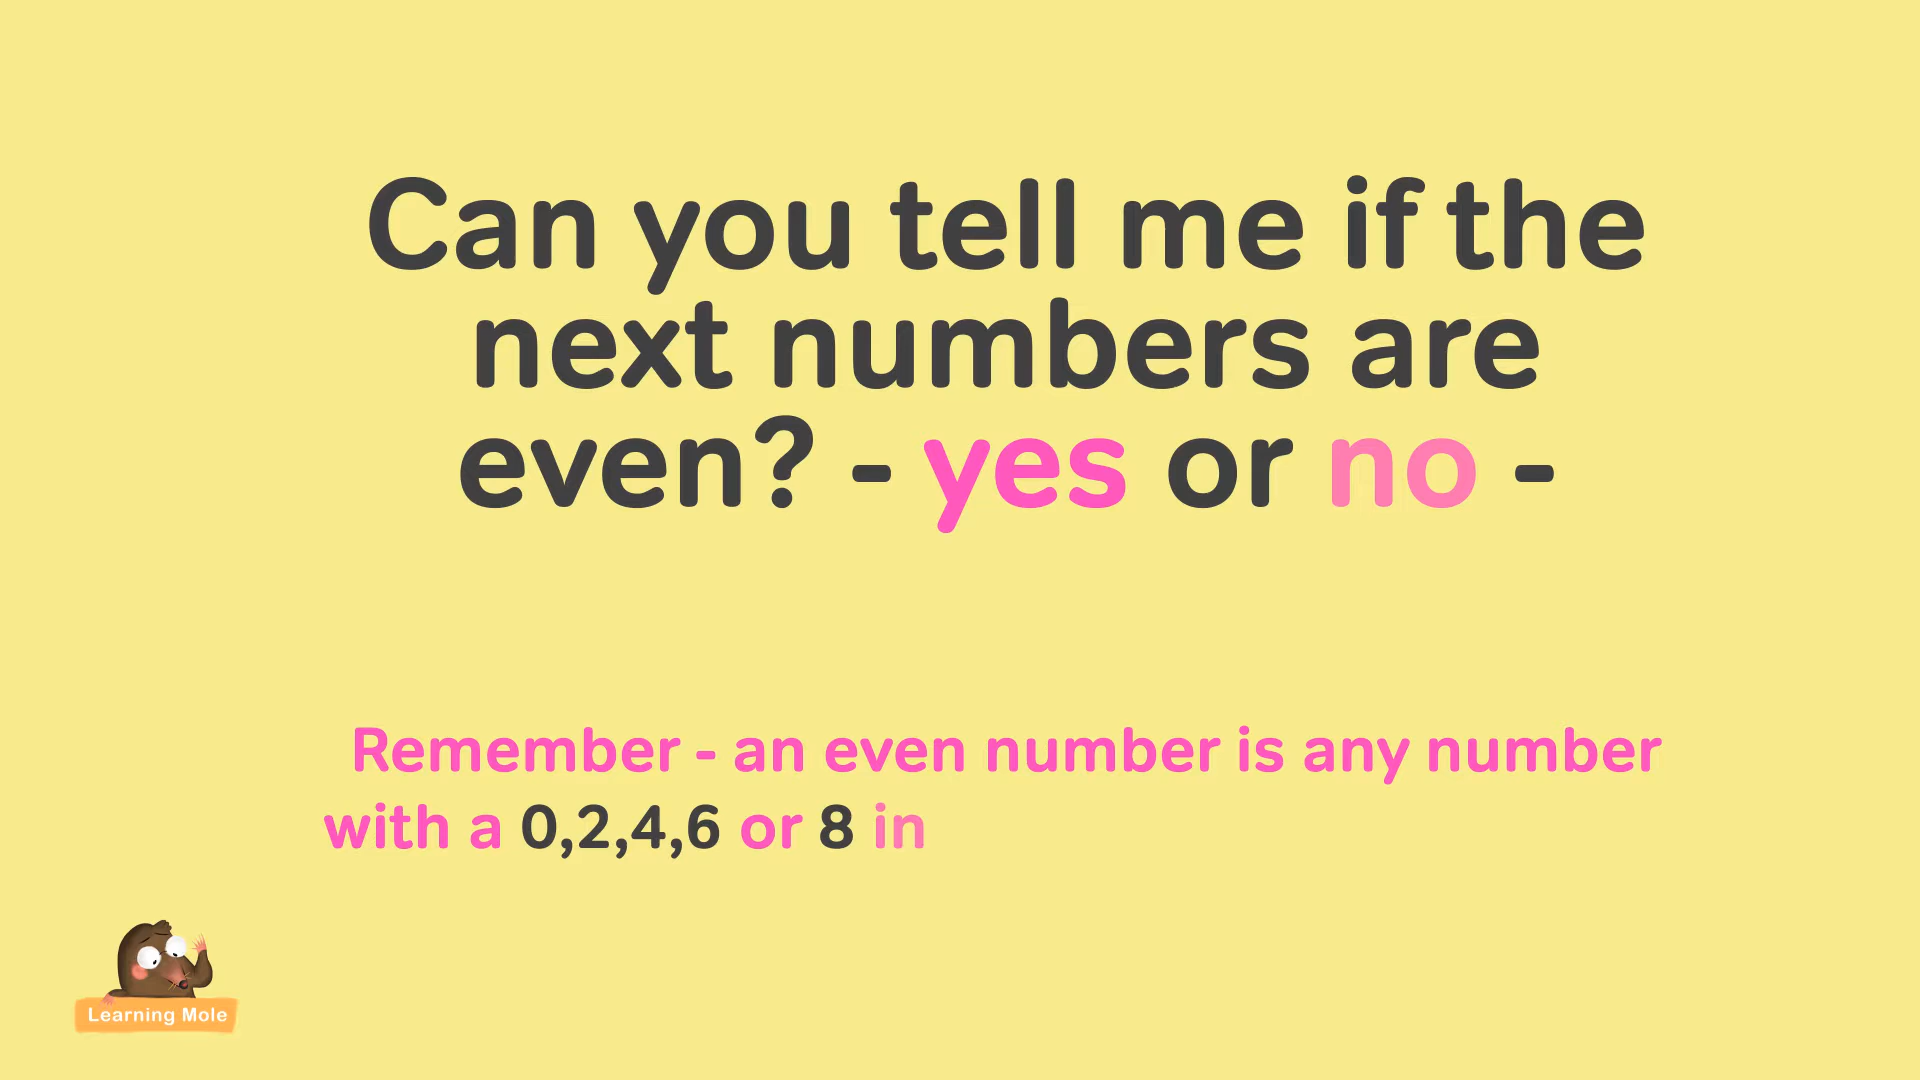 Can you tell me if the
next numbers are
even? - yes or no -
Remember - an even number is any number
with a 0,2,4,6 or 8 in
Learning Mole